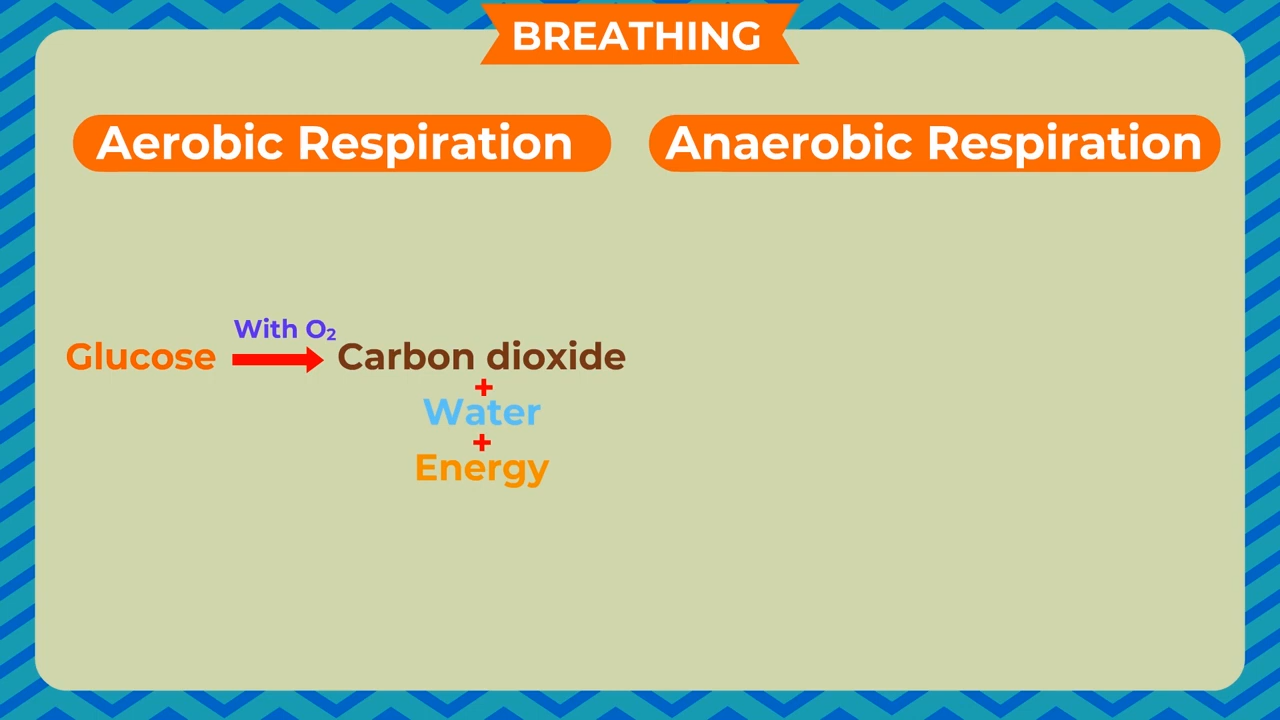 BREATHING
Aerobic Respiration
Anaerobic Respiration
With O₂
Glucose
Carbon dioxide
+
Water
+
Energy